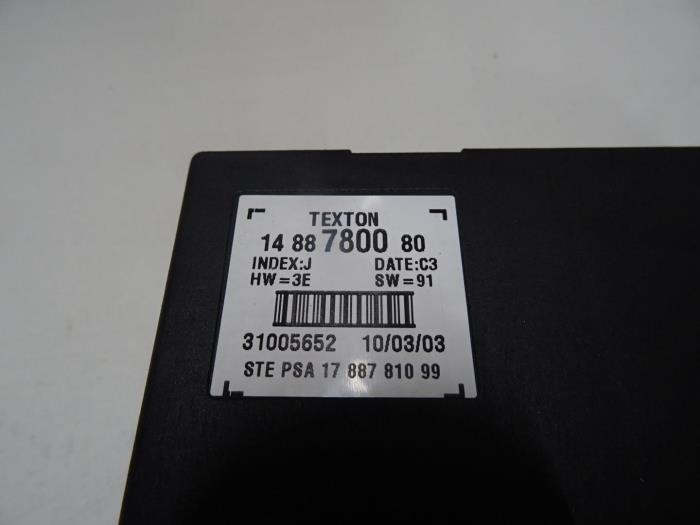 TEXTON
14 88 7800 80
INDEX:J DATE:C3
HW=3E SW=91
31005652 10/03/03
STE PSA 17 887 810 99